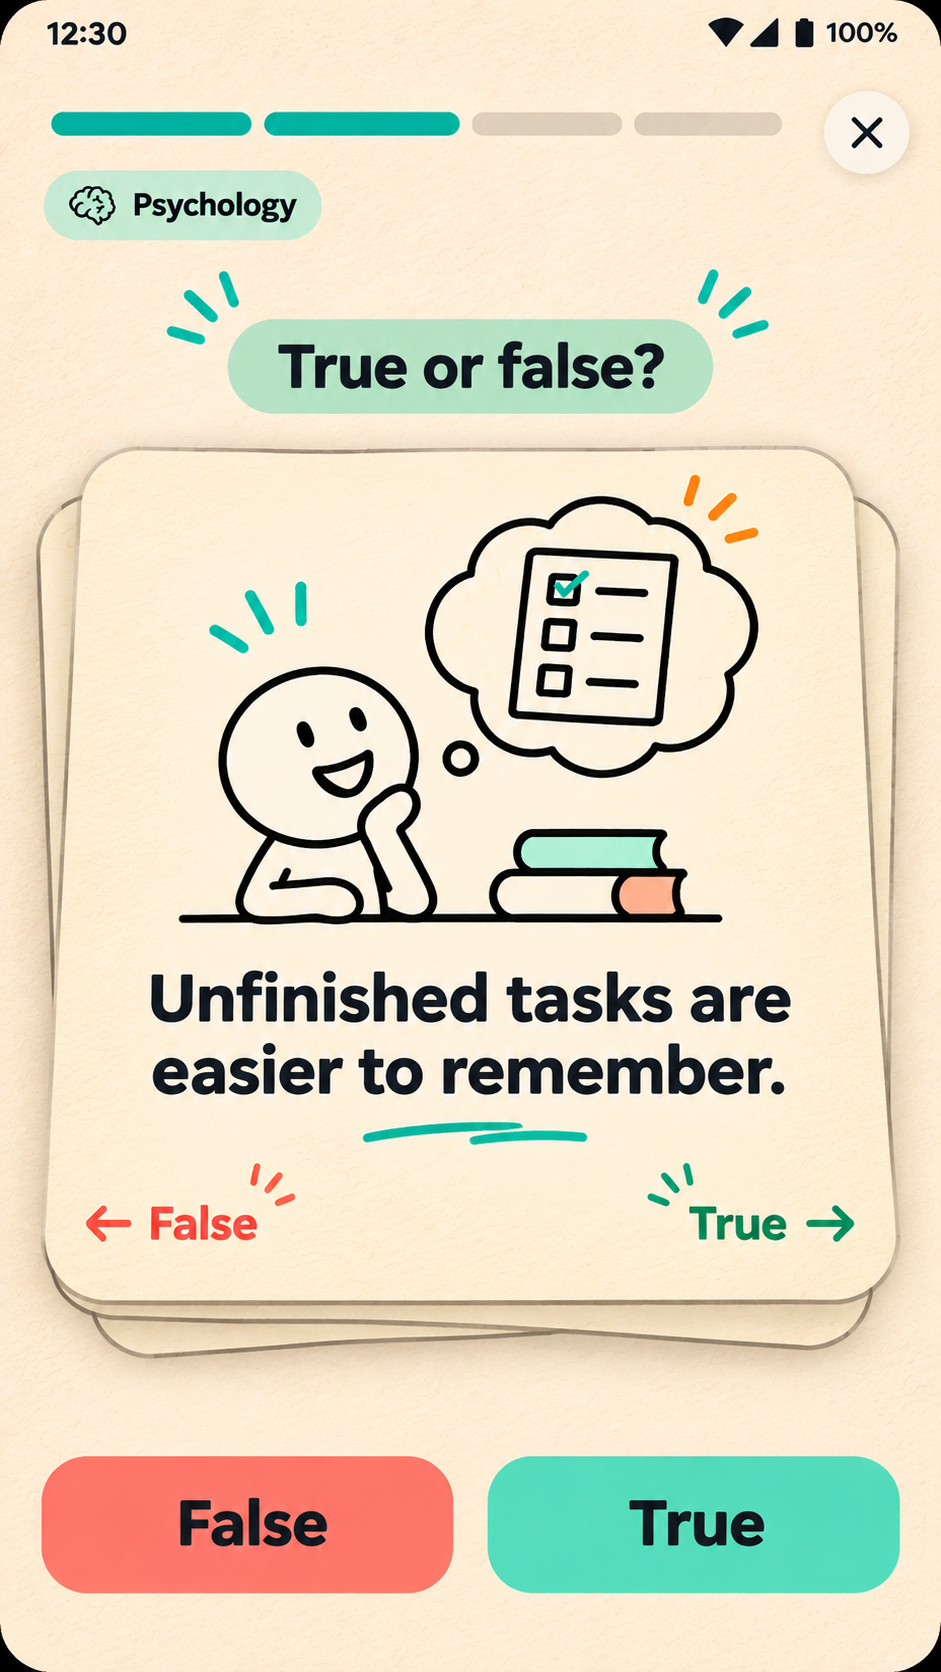 12:30
100%
Psychology
True or false?
Unfinished tasks are
easier to remember.
← False
True →
False
True